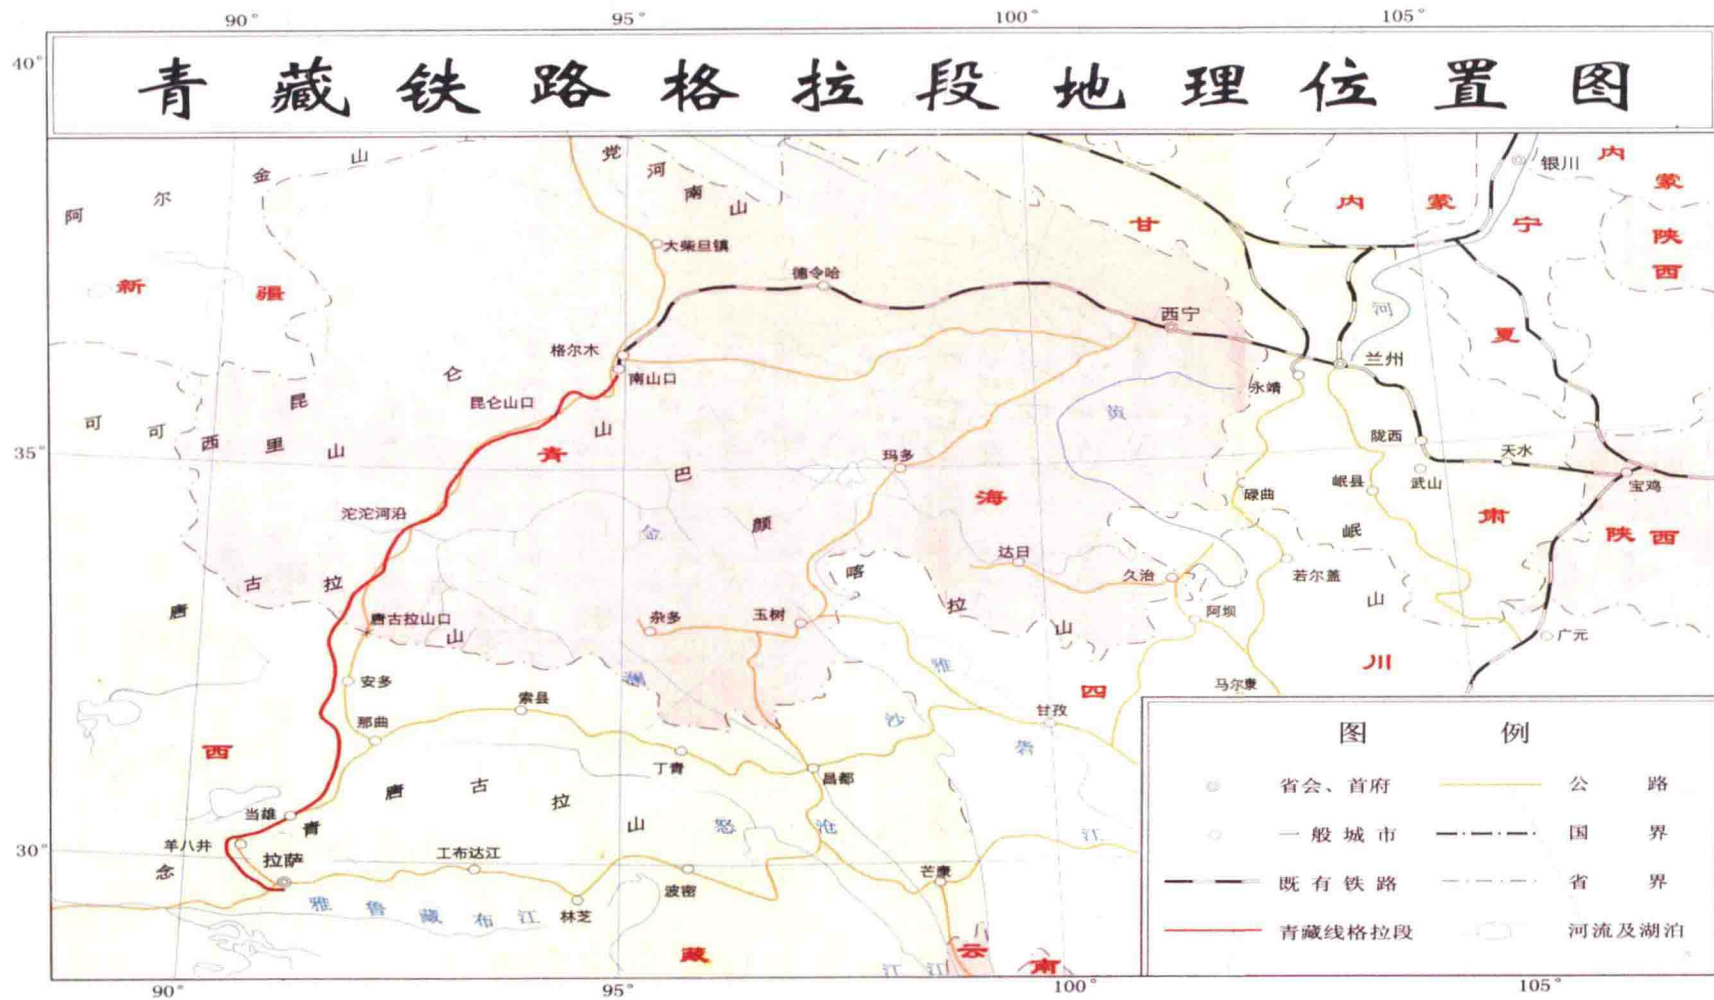 90° 95° 100° 105°
40°
青藏铁路格拉段地理位置图
阿尔金山
党河南山
内蒙
银川
内蒙
甘
宁
陕西
大柴旦镇
新疆
德令哈
西宁
河
夏
格尔木
南山口
兰州
永靖
昆仑山口
昆仑山
黄
可可西里山
陇西
天水
35°
青
玛多
武山
宝鸡
巴颜喀拉山
海
碌曲
岷县
肃
陕西
沱沱河沿
金
岷山
达日
久治
若尔盖
唐古拉山
唐古拉山口
杂多
玉树
阿坝
广元
安多
澜
雅
四川
马尔康
索县
那曲
沙
甘孜
砻
西
丁青
昌都
唐古拉山
怒
沧
江
当雄
青
羊八井
30°
念
拉萨
工布达江
波密
芒康
林芝
雅鲁藏布江
藏
云南
江 江
图例
省会、首府
公路
一般城市
国界
既有铁路
省界
青藏线格拉段
河流及湖泊
90° 95° 100° 105°